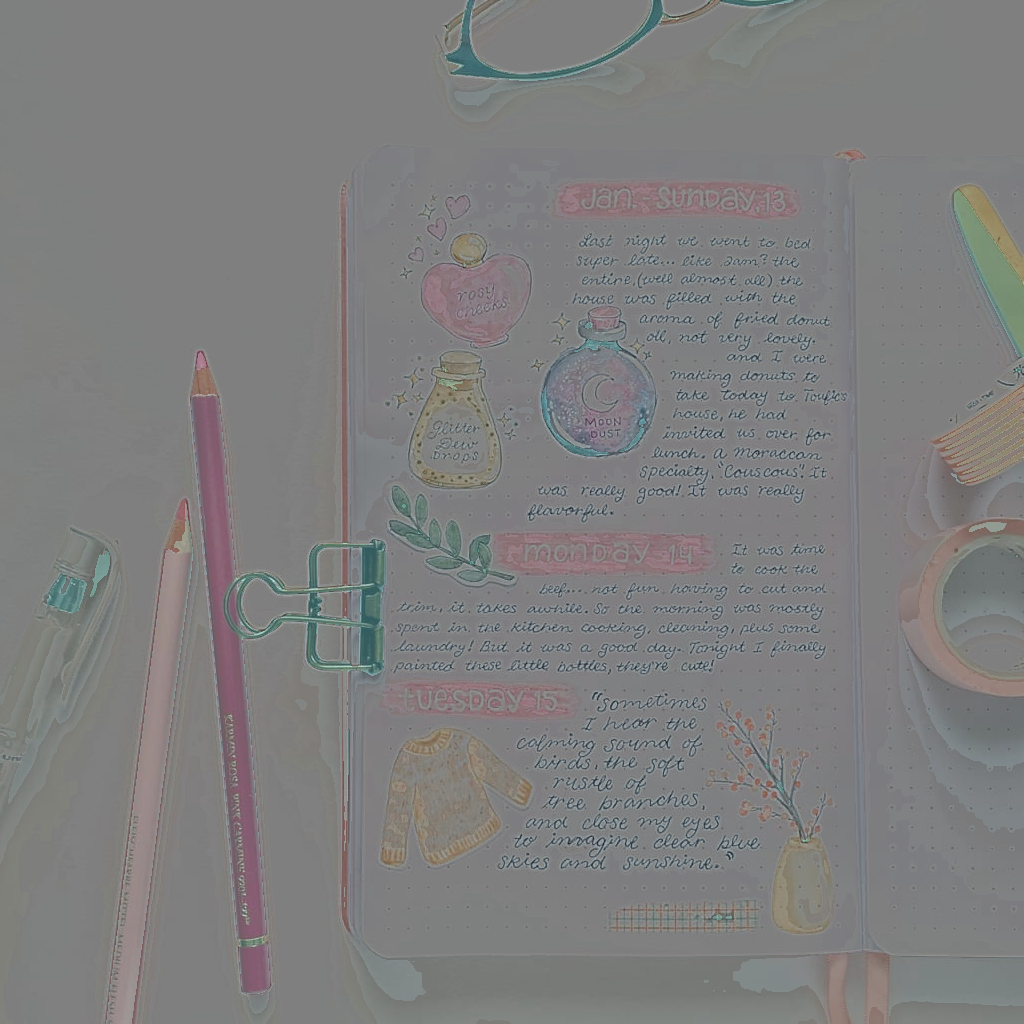 Jan. Sunday, 13
Last night we went to bed
super late... like 2am? the
entire, (well almost all) the
house was filled with the
aroma of fried donut
oil, not very lovely.
and I were
making donuts to
take today to Toufic's
house, he had
invited us over for
lunch. A Moraccan
specialty, "Couscous". It
was really good! It was really
flavorful.
rosy
cheeks
MOON
DUST
Glitter
Dew
Drops
monday 14
It was time
to cook the
beef... not fun having to cut and
trim, it takes awhile. So the morning was mostly
spent in the kitchen cooking, cleaning, plus some
laundry! But it was a good day. Tonight I finally
painted these little bottles, they're cute!
tuesday 15
"Sometimes
I hear the
calming sound of
birds, the soft
rustle of
tree branches,
and close my eyes
to imagine clear blue
skies and sunshine."